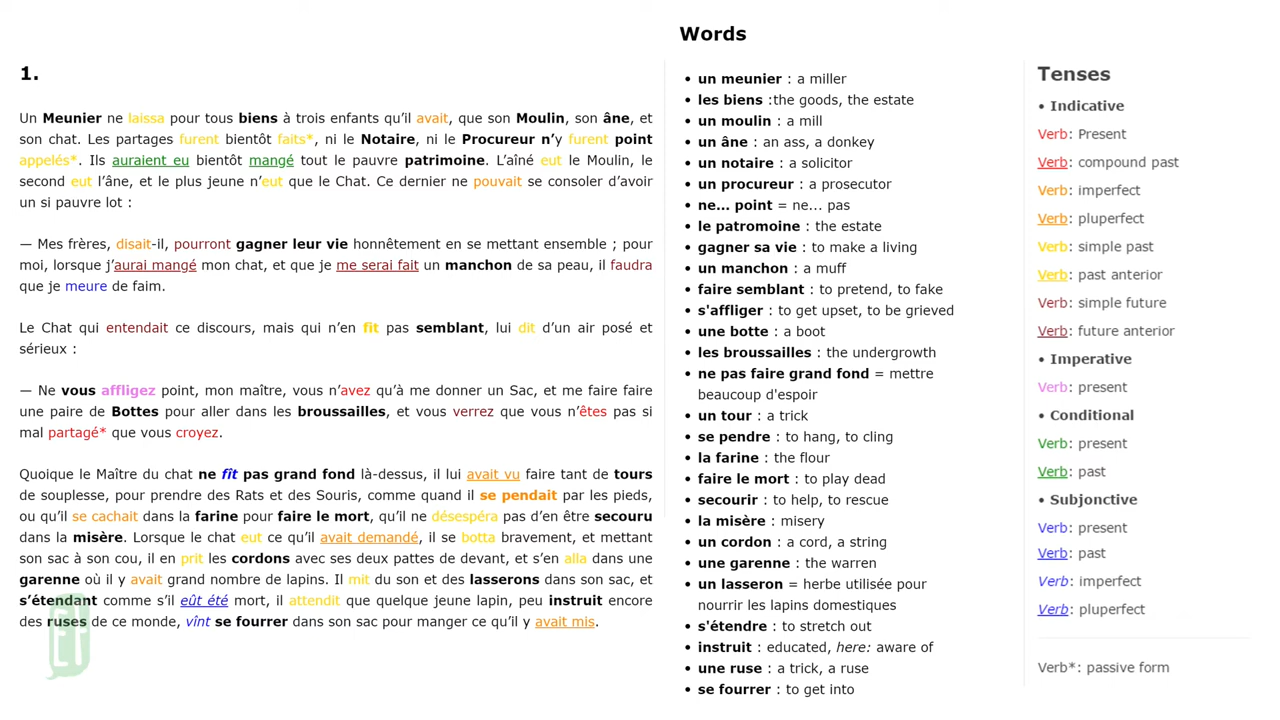 1.
Un Meunier ne laissa pour tous biens à trois enfants qu’il avait, que son Moulin, son âne, et
son chat. Les partages furent bientôt faits*, ni le Notaire, ni le Procureur n’y furent point
appelés*. Ils auraient eu bientôt mangé tout le pauvre patrimoine. L’aîné eut le Moulin, le
second eut l’âne, et le plus jeune n’eut que le Chat. Ce dernier ne pouvait se consoler d’avoir
un si pauvre lot :
— Mes frères, disait-il, pourront gagner leur vie honnêtement en se mettant ensemble ; pour
moi, lorsque j’aurai mangé mon chat, et que je me serai fait un manchon de sa peau, il faudra
que je meure de faim.
Le Chat qui entendait ce discours, mais qui n’en fit pas semblant, lui dit d’un air posé et
sérieux :
— Ne vous affligez point, mon maître, vous n’avez qu’à me donner un Sac, et me faire faire
une paire de Bottes pour aller dans les broussailles, et vous verrez que vous n’êtes pas si
mal partagé* que vous croyez.
Quoique le Maître du chat ne fît pas grand fond là-dessus, il lui avait vu faire tant de tours
de souplesse, pour prendre des Rats et des Souris, comme quand il se pendait par les pieds,
ou qu’il se cachait dans la farine pour faire le mort, qu’il ne désespéra pas d’en être secouru
dans la misère. Lorsque le chat eut ce qu’il avait demandé, il se botta bravement, et mettant
son sac à son cou, il en prit les cordons avec ses deux pattes de devant, et s’en alla dans une
garenne où il y avait grand nombre de lapins. Il mit du son et des lasserons dans son sac, et
s’étendant comme s’il eût été mort, il attendit que quelque jeune lapin, peu instruit encore
des ruses de ce monde, vînt se fourrer dans son sac pour manger ce qu’il y avait mis.
Words
• un meunier : a miller
• les biens :the goods, the estate
• un moulin : a mill
• un âne : an ass, a donkey
• un notaire : a solicitor
• un procureur : a prosecutor
• ne... point = ne... pas
• le patromoine : the estate
• gagner sa vie : to make a living
• un manchon : a muff
• faire semblant : to pretend, to fake
• s'affliger : to get upset, to be grieved
• une botte : a boot
• les broussailles : the undergrowth
• ne pas faire grand fond = mettre
beaucoup d'espoir
• un tour : a trick
• se pendre : to hang, to cling
• la farine : the flour
• faire le mort : to play dead
• secourir : to help, to rescue
• la misère : misery
• un cordon : a cord, a string
• une garenne : the warren
• un lasseron = herbe utilisée pour
nourrir les lapins domestiques
• s'étendre : to stretch out
• instruit : educated, here: aware of
• une ruse : a trick, a ruse
• se fourrer : to get into
Tenses
• Indicative
Verb: Present
Verb: compound past
Verb: imperfect
Verb: pluperfect
Verb: simple past
Verb: past anterior
Verb: simple future
Verb: future anterior
• Imperative
Verb: present
• Conditional
Verb: present
Verb: past
• Subjonctive
Verb: present
Verb: past
Verb: imperfect
Verb: pluperfect
Verb*: passive form